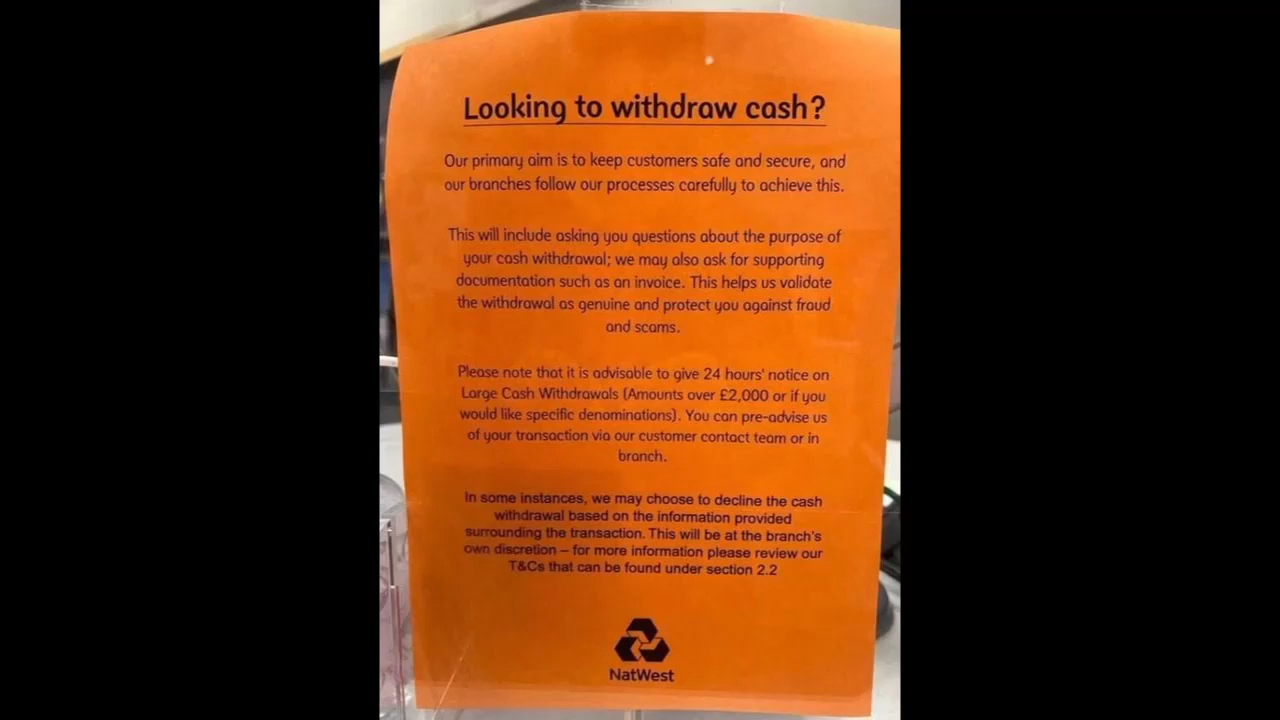 Looking to withdraw cash?
Our primary aim is to keep customers safe and secure, and
our branches follow our processes carefully to achieve this.
This will include asking you questions about the purpose of
your cash withdrawal; we may also ask for supporting
documentation such as an invoice. This helps us validate
the withdrawal as genuine and protect you against fraud
and scams.
Please note that it is advisable to give 24 hours' notice on
Large Cash Withdrawals (Amounts over £2,000 or if you
would like specific denominations). You can pre-advise us
of your transaction via our customer contact team or in
branch.
In some instances, we may choose to decline the cash
withdrawal based on the information provided
surrounding the transaction. This will be at the branch's
own discretion – for more information please review our
T&Cs that can be found under section 2.2
NatWest